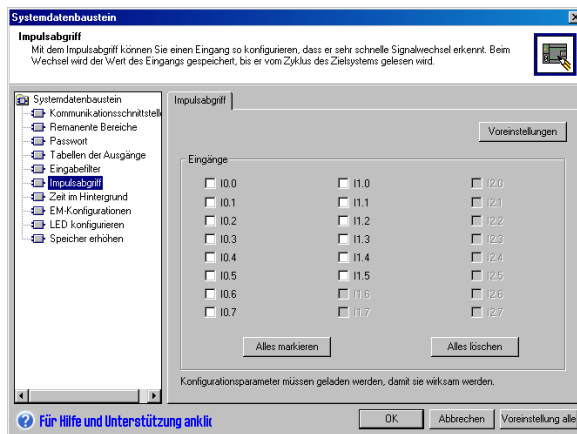 Systemdatenbaustein
Impulsabgriff
Mit dem Impulsabgriff können Sie einen Eingang so konfigurieren, dass er sehr schnelle Signalwechsel erkennt. Beim
Wechsel wird der Wert des Eingangs gespeichert, bis er vom Zyklus des Zielsystems gelesen wird.
Systemdatenbaustein
Kommunikationsschnittstell
Remanente Bereiche
Passwort
Tabellen der Ausgänge
Eingabefilter
Impulsabgriff
Zeit im Hintergrund
EM-Konfigurationen
LED konfigurieren
Speicher erhöhen
Impulsabgriff
Voreinstellungen
Eingänge
I0.0 I1.0 I2.0
I0.1 I1.1 I2.1
I0.2 I1.2 I2.2
I0.3 I1.3 I2.3
I0.4 I1.4 I2.4
I0.5 I1.5 I2.5
I0.6 I1.6 I2.6
I0.7 I1.7 I2.7
Alles markieren Alles löschen
Konfigurationsparameter müssen geladen werden, damit sie wirksam werden.
Für Hilfe und Unterstützung anklic
OK Abbrechen Voreinstellung alle